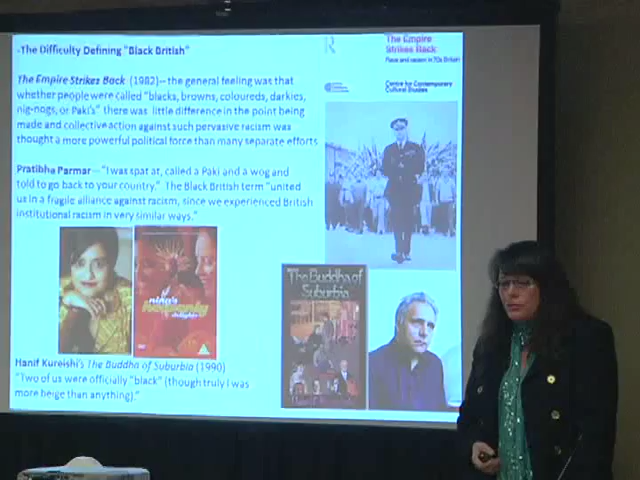 -The Difficulty Defining "Black British"
The Empire Strikes Back (1982)—the general feeling was that
whether people were called "blacks, browns, coloureds, darkies,
nig-nogs, or Paki's" there was little difference in the point being
made and collective action against such pervasive racism was
thought a more powerful political force than many separate efforts
Pratibha Parmar—"I was spat at, called a Paki and a wog and
told to go back to your country." The Black British term "united
us in a fragile alliance against racism, since we experienced British
institutional racism in very similar ways."
Hanif Kureishi's The Buddha of Suburbia (1990)
"Two of us were officially "black" (though truly I was
more beige than anything)."
The Empire
Strikes Back
Race and racism in 70s Britain
Centre for Contemporary
Cultural Studies
nina's
Heavenly
delights
The Buddha of
Suburbia